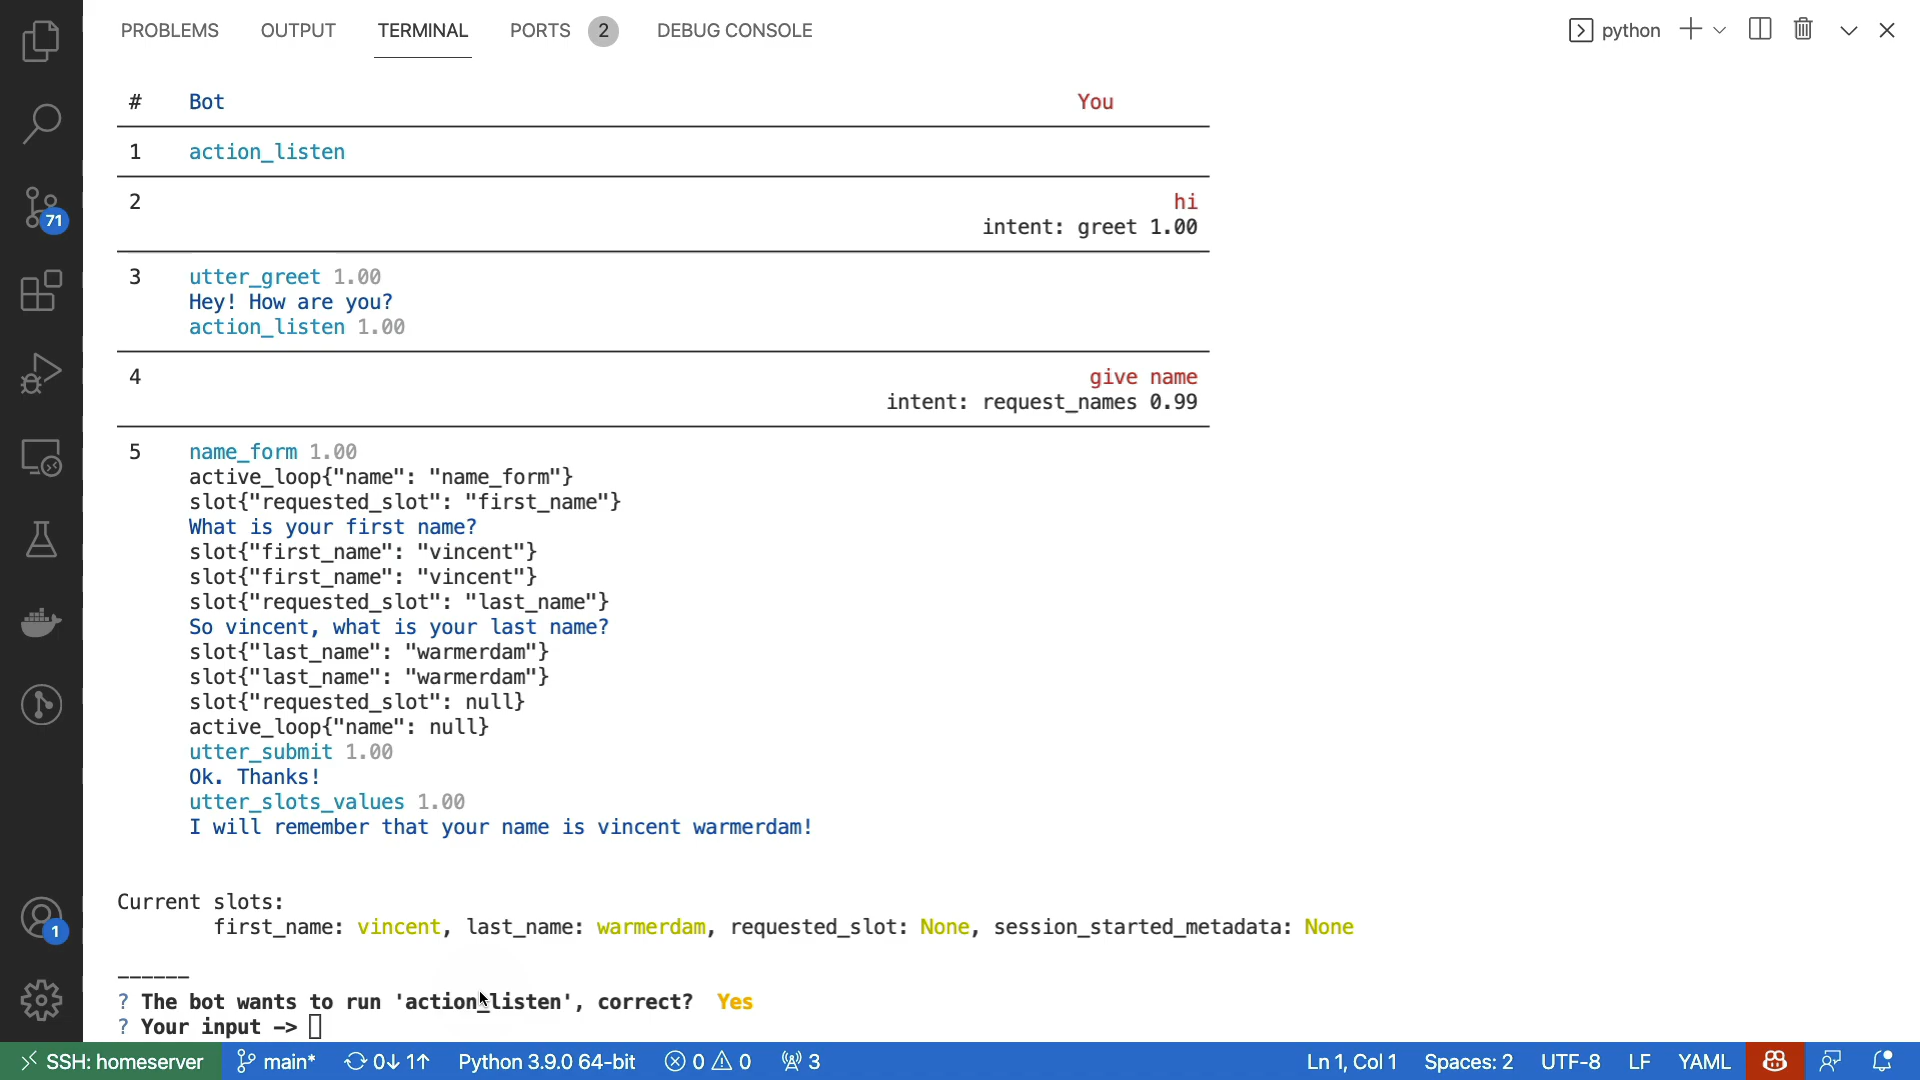 PROBLEMS OUTPUT TERMINAL PORTS 2 DEBUG CONSOLE python
# Bot You
1 action_listen
2 hi
intent: greet 1.00
3 utter_greet 1.00
Hey! How are you?
action_listen 1.00
4 give name
intent: request_names 0.99
5 name_form 1.00
active_loop{"name": "name_form"}
slot{"requested_slot": "first_name"}
What is your first name?
slot{"first_name": "vincent"}
slot{"first_name": "vincent"}
slot{"requested_slot": "last_name"}
So vincent, what is your last name?
slot{"last_name": "warmerdam"}
slot{"last_name": "warmerdam"}
slot{"requested_slot": null}
active_loop{"name": null}
utter_submit 1.00
Ok. Thanks!
utter_slots_values 1.00
I will remember that your name is vincent warmerdam!
Current slots:
first_name: vincent, last_name: warmerdam, requested_slot: None, session_started_metadata: None
------
? The bot wants to run 'action_listen', correct? Yes
? Your input ->
71
1
SSH: homeserver main* 0↓ 1↑ Python 3.9.0 64-bit 0 0 3 Ln 1, Col 1 Spaces: 2 UTF-8 LF YAML